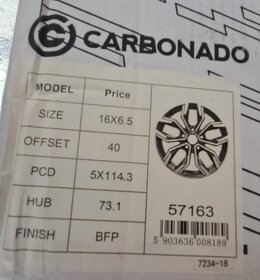 CARBONADO
MODEL Price
SIZE 16X6.5
OFFSET 40
PCD 5X114.3
HUB 73.1
FINISH BFP
57163
5 903636 008189
7234-16